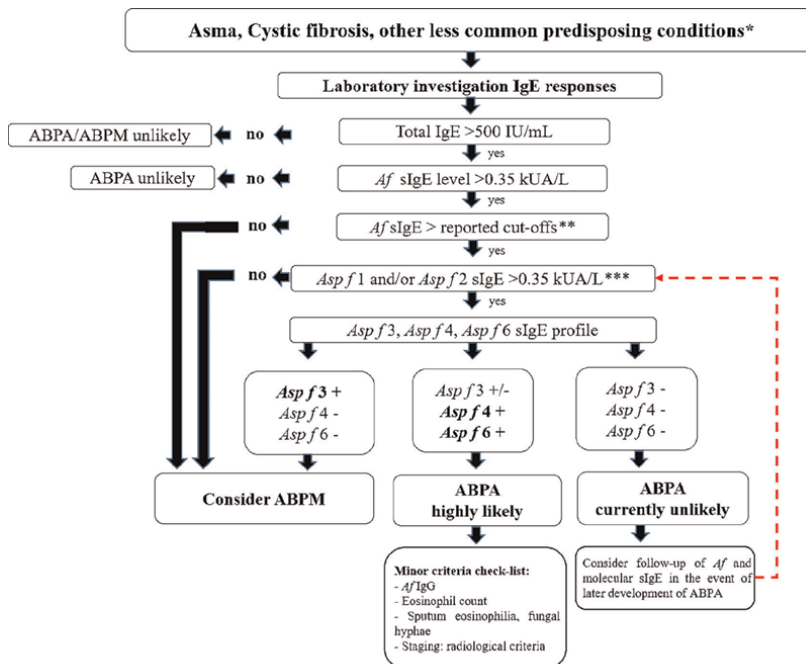 Asma, Cystic fibrosis, other less common predisposing conditions*
Laboratory investigation IgE responses
ABPA/ABPM unlikely
no
Total IgE >500 IU/mL
yes
ABPA unlikely
no
Af sIgE level >0.35 kUA/L
yes
no
Af sIgE > reported cut-offs**
yes
no
Asp f 1 and/or Asp f 2 sIgE >0.35 kUA/L***
yes
Asp f 3, Asp f 4, Asp f 6 sIgE profile
Asp f 3 +
Asp f 4 -
Asp f 6 -
Asp f 3 +/-
Asp f 4 +
Asp f 6 +
Asp f 3 -
Asp f 4 -
Asp f 6 -
Consider ABPM
ABPA
highly likely
ABPA
currently unlikely
Minor criteria check-list:
- Af IgG
- Eosinophil count
- Sputum eosinophilia, fungal
hyphae
- Staging: radiological criteria
Consider follow-up of Af and
molecular sIgE in the event of
later development of ABPA